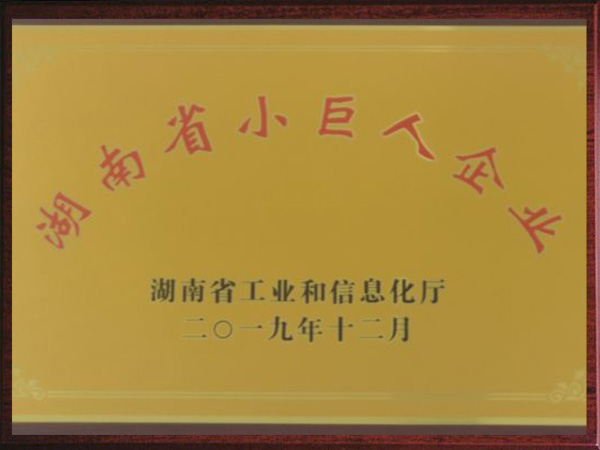 湖南省小巨人企业
湖南省工业和信息化厅
二〇一九年十二月